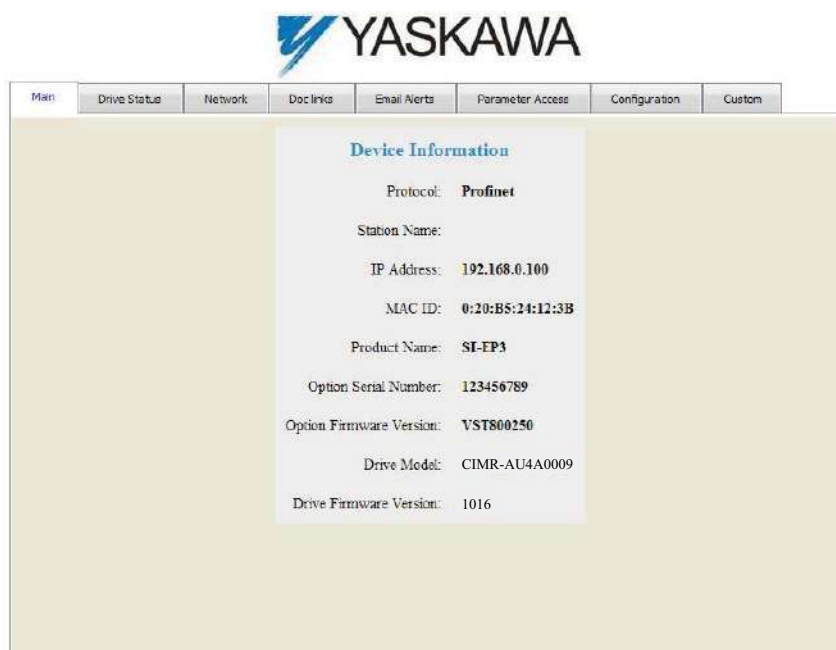 YASKAWA
Main Drive Status Network Doc links Email Alerts Parameter Access Configuration Custom
Device Information
Protocol: Profinet
Station Name:
IP Address: 192.168.0.100
MAC ID: 0:20:B5:24:12:3B
Product Name: SI-EP3
Option Serial Number: 123456789
Option Firmware Version: VST800250
Drive Model: CIMR-AU4A0009
Drive Firmware Version: 1016